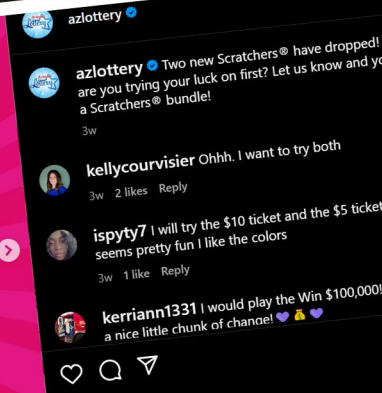 azlottery
azlottery Two new Scratchers® have dropped!
are you trying your luck on first? Let us know and
a Scratchers® bundle!
3w
kellycourvisier Ohhh. I want to try both
3w 2 likes Reply
ispyty7 I will try the $10 ticket and the $5 ticket
seems pretty fun I like the colors
3w 1 like Reply
kerriann1331 I would play the Win $100,000!
a nice little chunk of change! 💜 💰 💜